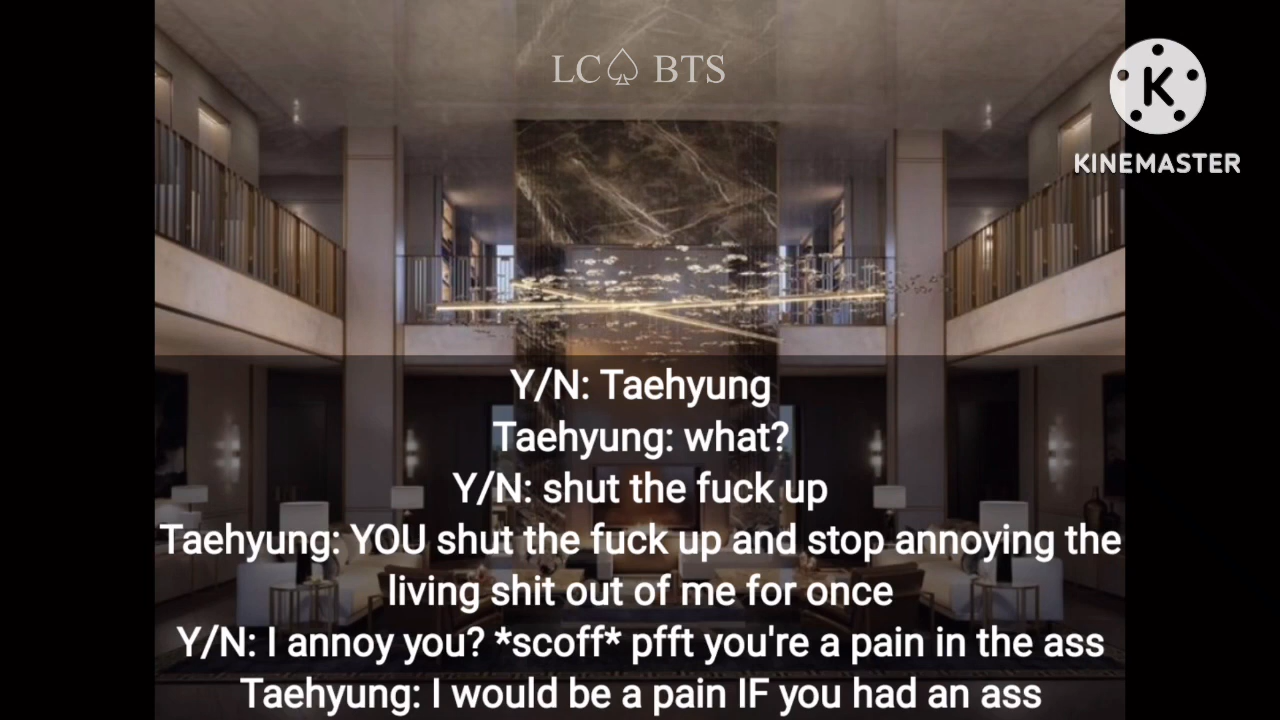 LC♤ BTS
K
KINEMASTER
Y/N: Taehyung
Taehyung: what?
Y/N: shut the fuck up
Taehyung: YOU shut the fuck up and stop annoying the
living shit out of me for once
Y/N: I annoy you? *scoff* pfft you're a pain in the ass
Taehyung: I would be a pain IF you had an ass